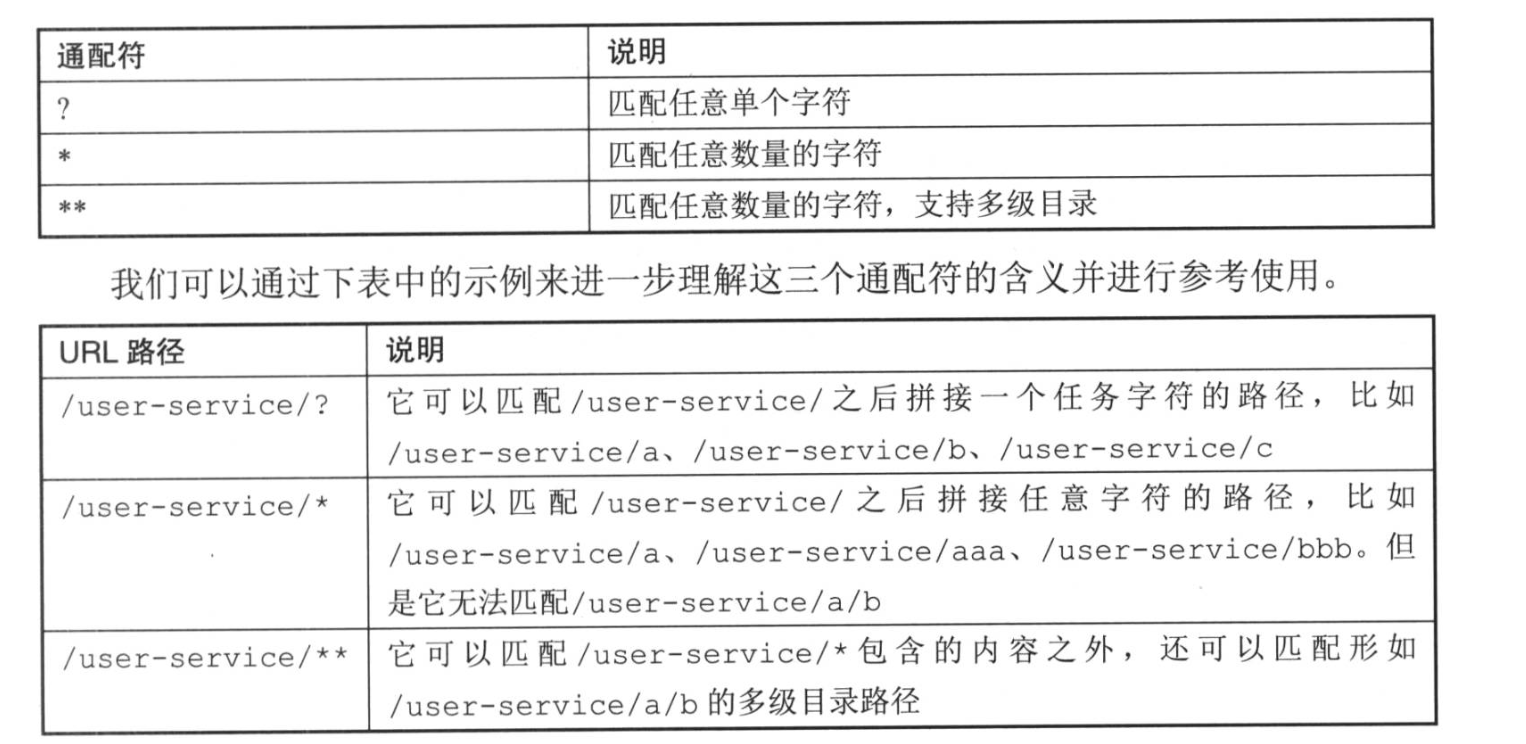 通配符 说明
? 匹配任意单个字符
* 匹配任意数量的字符
** 匹配任意数量的字符，支持多级目录
我们可以通过下表中的示例来进一步理解这三个通配符的含义并进行参考使用。
URL 路径 说明
/user-service/? 它可以匹配/user-service/之后拼接一个任务字符的路径，比如
/user-service/a、/user-service/b、/user-service/c
/user-service/* 它可以匹配/user-service/之后拼接任意字符的路径，比如
/user-service/a、/user-service/aaa、/user-service/bbb。但
是它无法匹配/user-service/a/b
/user-service/** 它可以匹配/user-service/*包含的内容之外，还可以匹配形如
/user-service/a/b 的多级目录路径